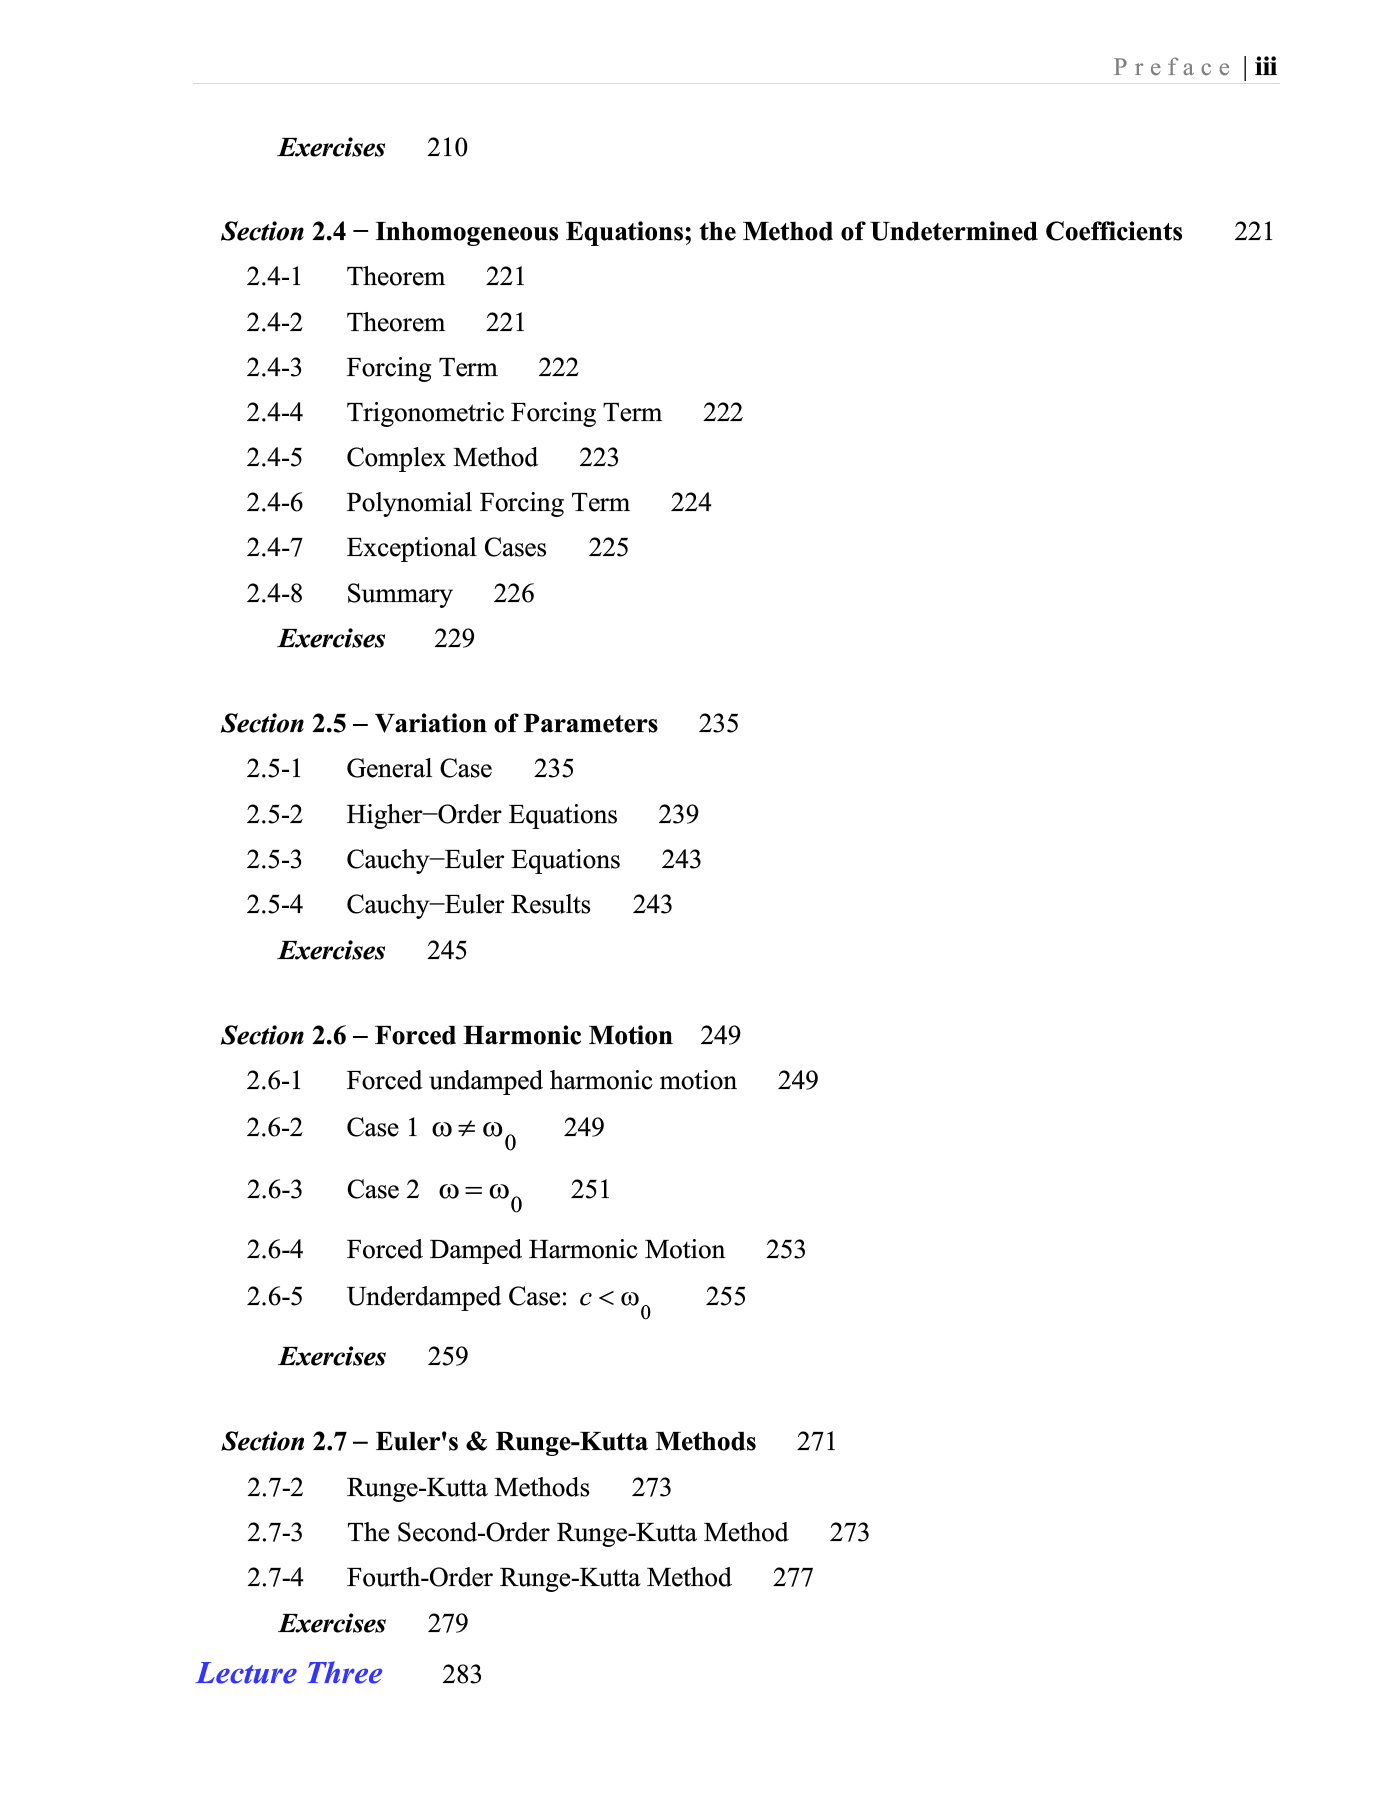 Preface | iii
Exercises 210
Section 2.4 − Inhomogeneous Equations; the Method of Undetermined Coefficients 221
2.4-1 Theorem 221
2.4-2 Theorem 221
2.4-3 Forcing Term 222
2.4-4 Trigonometric Forcing Term 222
2.4-5 Complex Method 223
2.4-6 Polynomial Forcing Term 224
2.4-7 Exceptional Cases 225
2.4-8 Summary 226
Exercises 229
Section 2.5 – Variation of Parameters 235
2.5-1 General Case 235
2.5-2 Higher−Order Equations 239
2.5-3 Cauchy−Euler Equations 243
2.5-4 Cauchy−Euler Results 243
Exercises 245
Section 2.6 – Forced Harmonic Motion 249
2.6-1 Forced undamped harmonic motion 249
2.6-2 Case 1 ω ≠ ω₀ 249
2.6-3 Case 2 ω = ω₀ 251
2.6-4 Forced Damped Harmonic Motion 253
2.6-5 Underdamped Case: c < ω₀ 255
Exercises 259
Section 2.7 – Euler's & Runge-Kutta Methods 271
2.7-2 Runge-Kutta Methods 273
2.7-3 The Second-Order Runge-Kutta Method 273
2.7-4 Fourth-Order Runge-Kutta Method 277
Exercises 279
Lecture Three 283